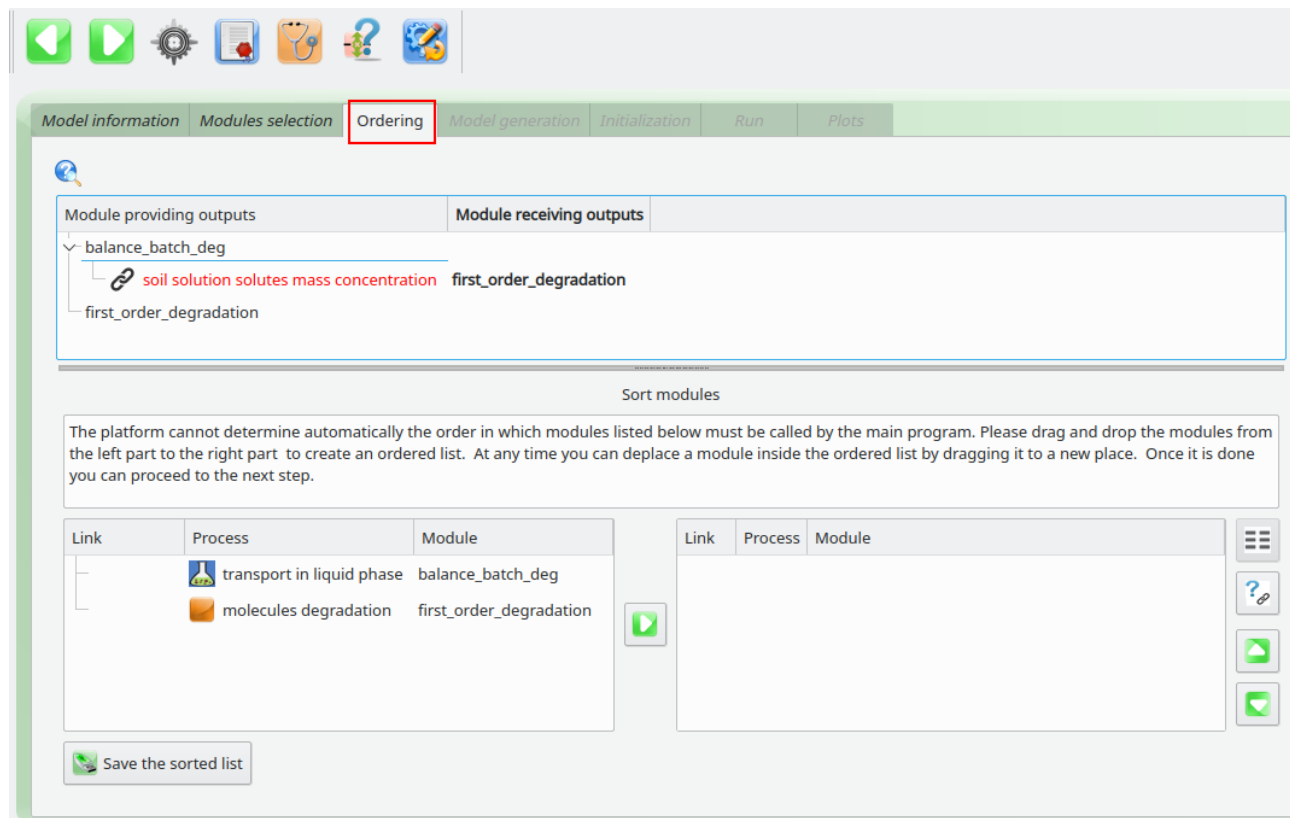 Model information Modules selection Ordering Model generation Initialization Run Plots
Module providing outputs Module receiving outputs
balance_batch_deg
soil solution solutes mass concentration first_order_degradation
first_order_degradation
Sort modules
The platform cannot determine automatically the order in which modules listed below must be called by the main program. Please drag and drop the modules from
the left part to the right part to create an ordered list. At any time you can deplace a module inside the ordered list by dragging it to a new place. Once it is done
you can proceed to the next step.
Link Process Module Link Process Module
transport in liquid phase balance_batch_deg
molecules degradation first_order_degradation
Save the sorted list